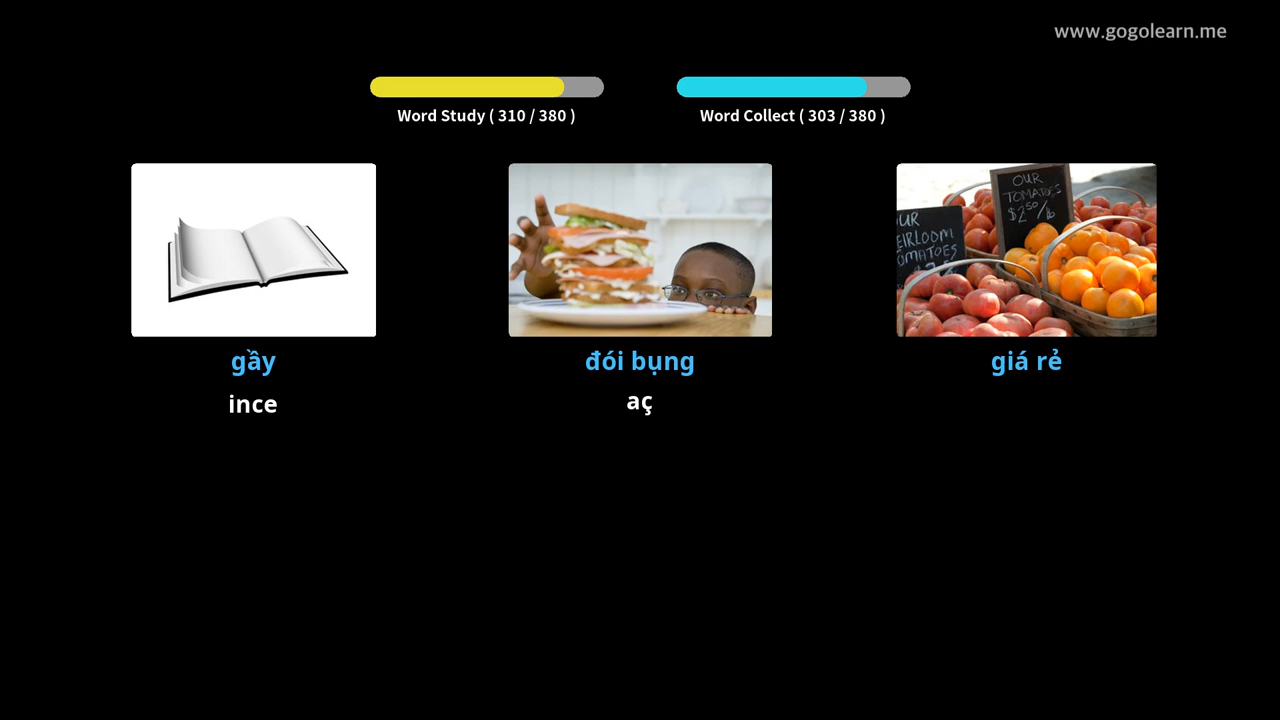 www.gogolearn.me
Word Study ( 310 / 380 )
Word Collect ( 303 / 380 )
OUR
TOMATOES
$2.50/lb
UR
EIRLOOM
OMATOES
gầy
đói bụng
giá rẻ
ince
aç